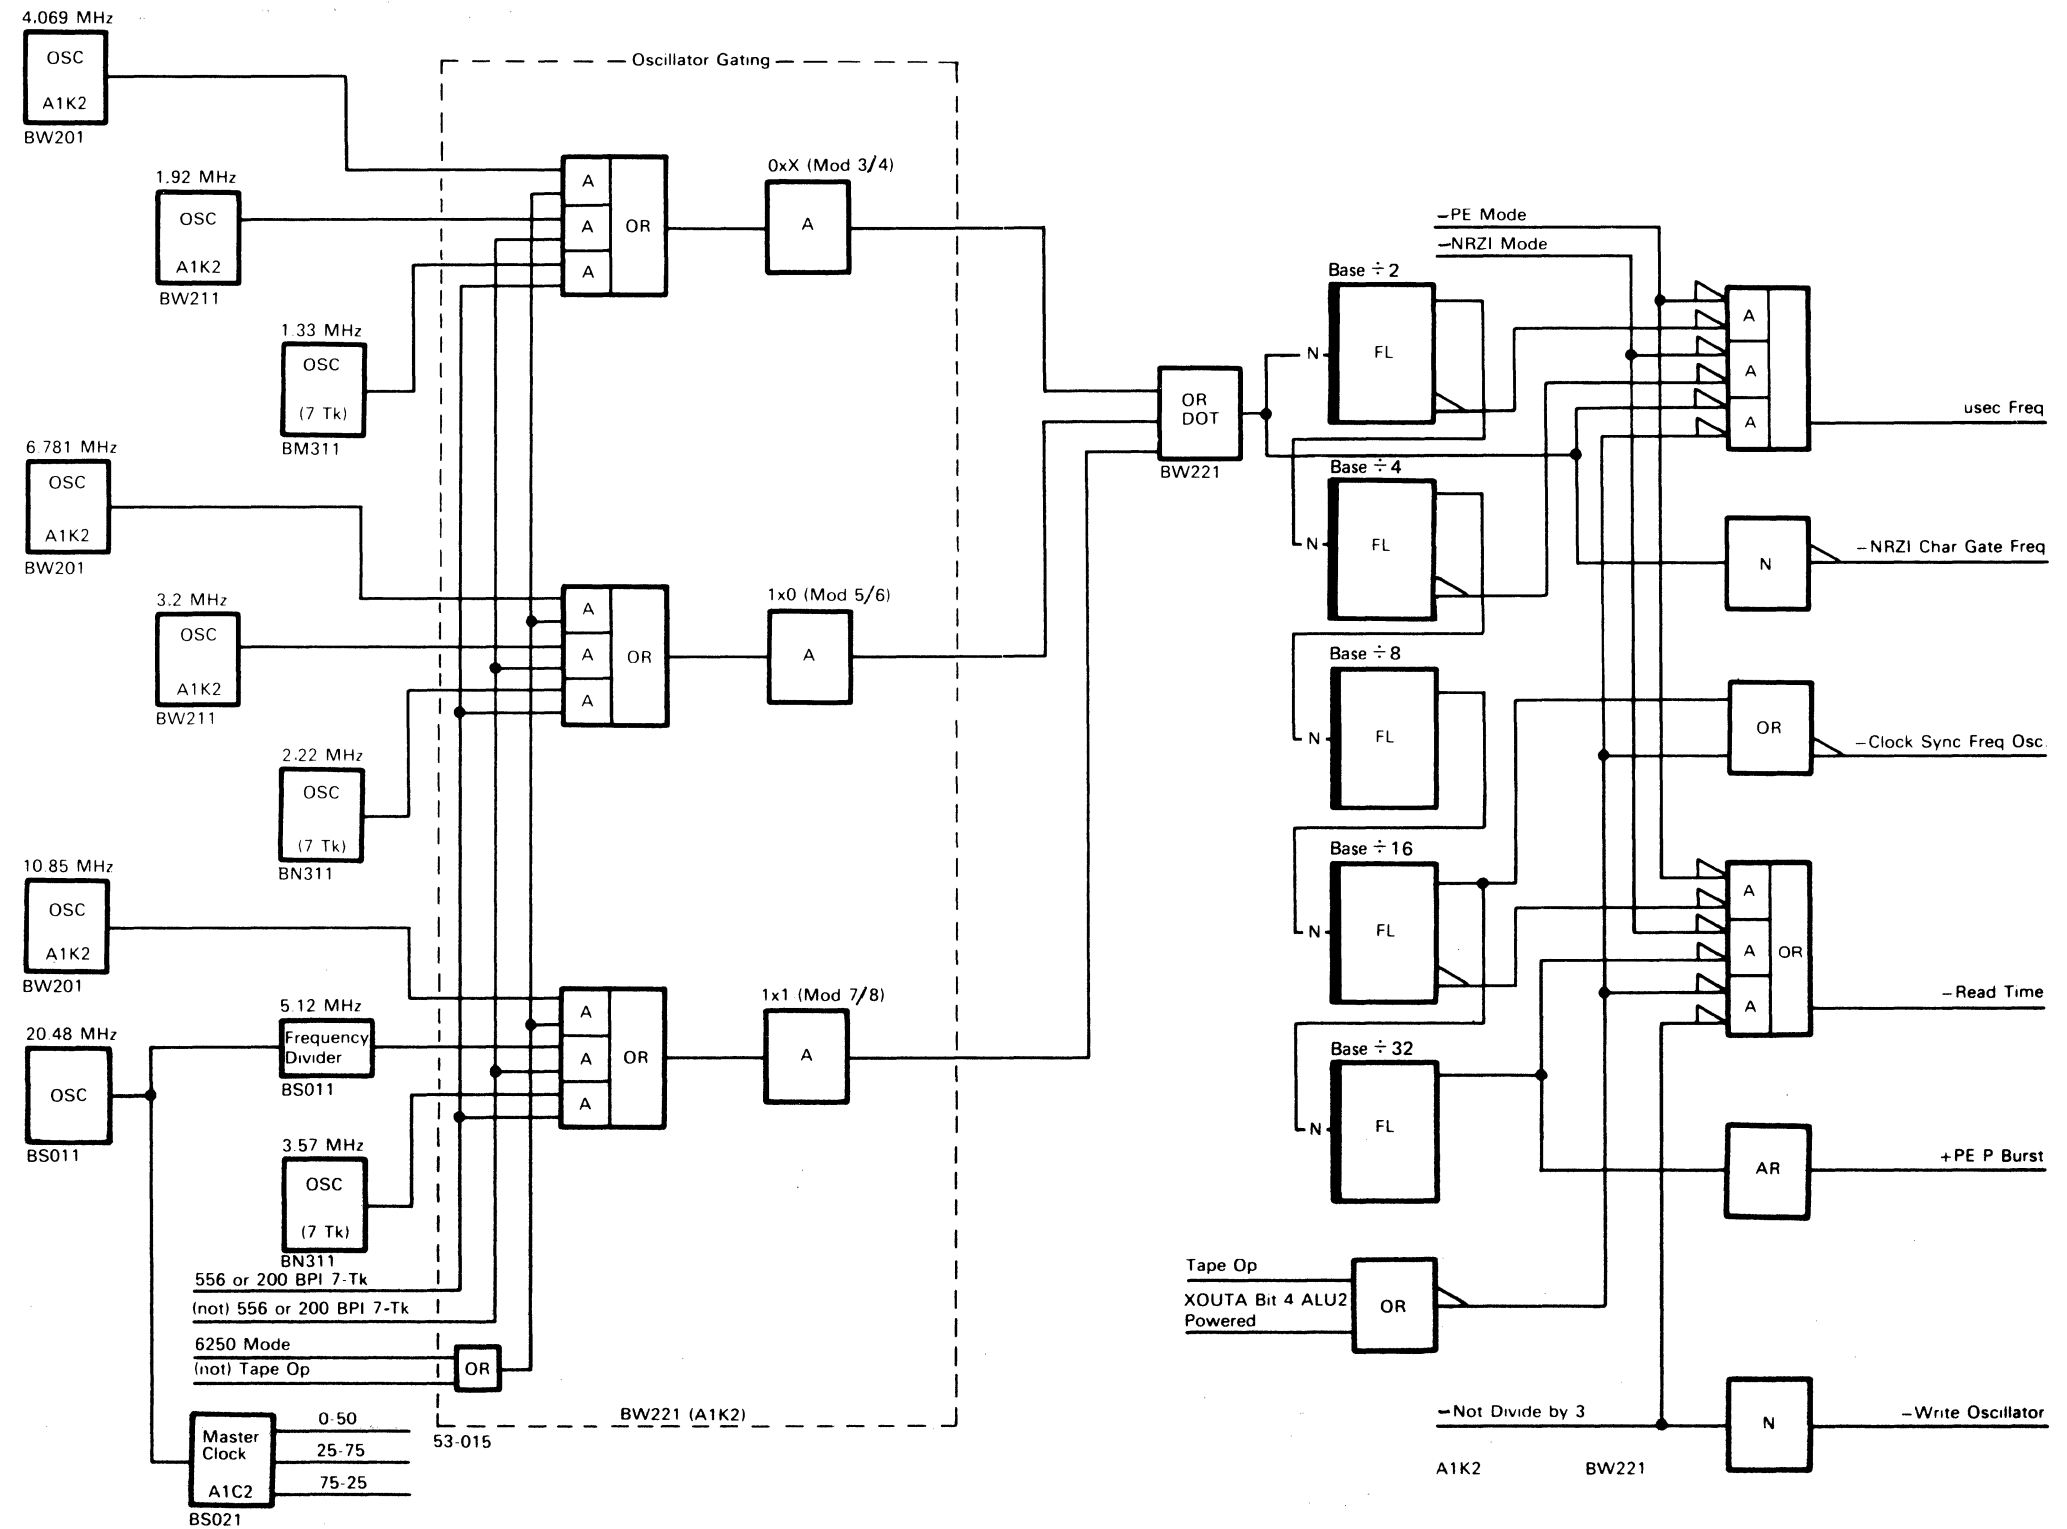 4.069 MHz
OSC
A1K2
BW201
1.92 MHz
OSC
A1K2
BW211
1.33 MHz
OSC
(7 Tk)
BM311
6.781 MHz
OSC
A1K2
BW201
3.2 MHz
OSC
A1K2
BW211
2.22 MHz
OSC
(7 Tk)
BN311
10.85 MHz
OSC
A1K2
BW201
20.48 MHz
OSC
BS011
5.12 MHz
Frequency
Divider
BS011
3.57 MHz
OSC
(7 Tk)
BN311
556 or 200 BPI 7-Tk
(not) 556 or 200 BPI 7-Tk
6250 Mode
(not) Tape Op
OR
Master
Clock
A1C2
BS021
0-50
25-75
75-25
53-015
Oscillator Gating
A
A
A
OR
0xX (Mod 3/4)
A
A
A
A
OR
1x0 (Mod 5/6)
A
A
A
A
OR
1x1 (Mod 7/8)
A
BW221 (A1K2)
OR
DOT
BW221
Base ÷ 2
N
FL
Base ÷ 4
N
FL
Base ÷ 8
N
FL
Base ÷ 16
N
FL
Base ÷ 32
N
FL
Tape Op
XOUTA Bit 4 ALU2
Powered
OR
−PE Mode
−NRZI Mode
A
A
A
usec Freq
N
−NRZI Char Gate Freq
OR
−Clock Sync Freq Osc.
A
A
A
OR
−Read Time
AR
+PE P Burst
−Not Divide by 3
N
−Write Oscillator
A1K2
BW221